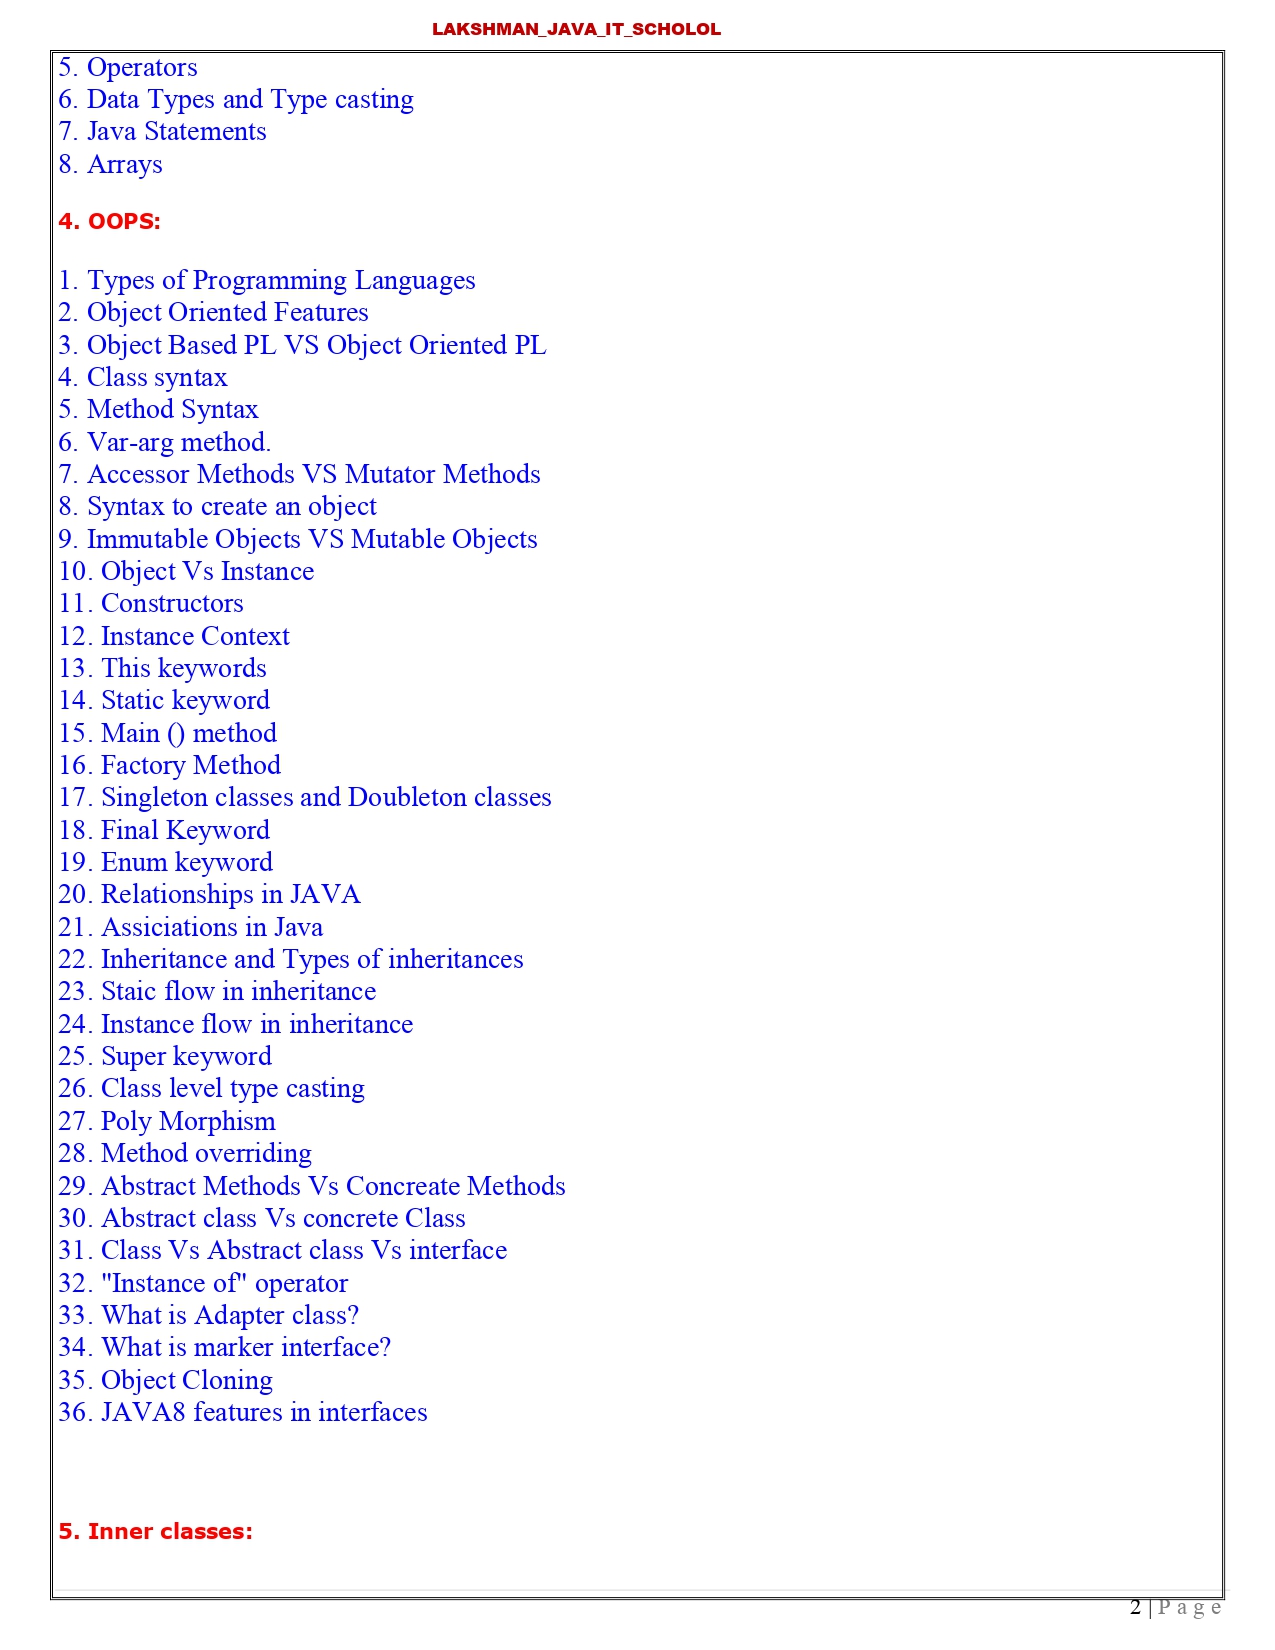 LAKSHMAN_JAVA_IT_SCHOLOL
5. Operators
6. Data Types and Type casting
7. Java Statements
8. Arrays
4. OOPS:
1. Types of Programming Languages
2. Object Oriented Features
3. Object Based PL VS Object Oriented PL
4. Class syntax
5. Method Syntax
6. Var-arg method.
7. Accessor Methods VS Mutator Methods
8. Syntax to create an object
9. Immutable Objects VS Mutable Objects
10. Object Vs Instance
11. Constructors
12. Instance Context
13. This keywords
14. Static keyword
15. Main () method
16. Factory Method
17. Singleton classes and Doubleton classes
18. Final Keyword
19. Enum keyword
20. Relationships in JAVA
21. Assiciations in Java
22. Inheritance and Types of inheritances
23. Staic flow in inheritance
24. Instance flow in inheritance
25. Super keyword
26. Class level type casting
27. Poly Morphism
28. Method overriding
29. Abstract Methods Vs Concreate Methods
30. Abstract class Vs concrete Class
31. Class Vs Abstract class Vs interface
32. "Instance of" operator
33. What is Adapter class?
34. What is marker interface?
35. Object Cloning
36. JAVA8 features in interfaces
5. Inner classes:
2 | P a g e